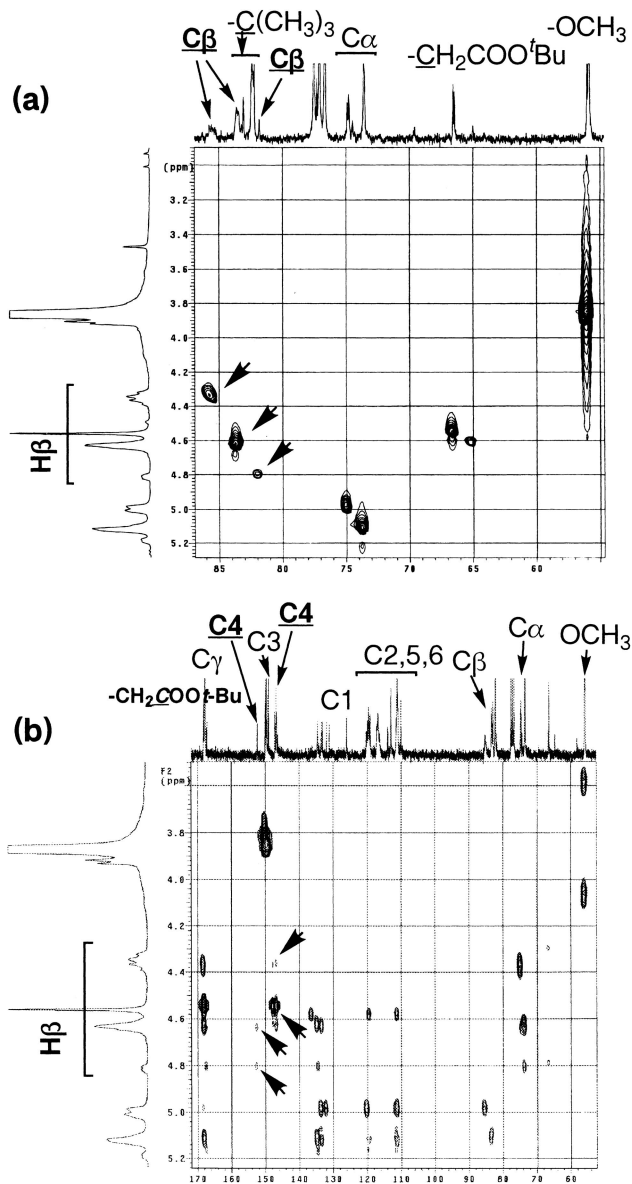 -C(CH3)3
-OCH3
Cβ
Cα
Cβ
-CH2COOtBu
(a)
(ppm)
3.2
3.4
3.6
3.8
4.0
4.2
4.4
4.6
4.8
5.0
5.2
Hβ
85 80 75 70 65 60
C4
C3
C4
Cα
OCH3
Cγ
C2,5,6
Cβ
-CH2COOt-Bu
C1
(b)
F2
(ppm)
3.8
4.0
4.2
4.4
4.6
4.8
5.0
5.2
Hβ
170 160 150 140 130 120 110 100 90 80 70 60